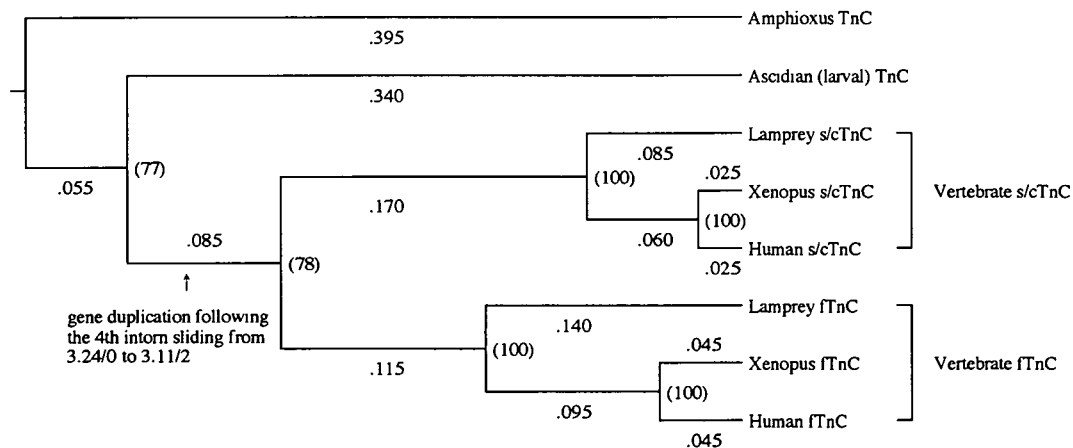 Amphioxus TnC
.395
Ascidian (larval) TnC
.340
Lamprey s/cTnC
.085
.055
(77)
(100)
.025
Xenopus s/cTnC
Vertebrate s/cTnC
.170
(100)
.085
.060
Human s/cTnC
.025
(78)
gene duplication following
the 4th intorn sliding from
3.24/0 to 3.11/2
Lamprey fTnC
.140
(100)
.045
Xenopus fTnC
Vertebrate fTnC
.115
(100)
.095
Human fTnC
.045